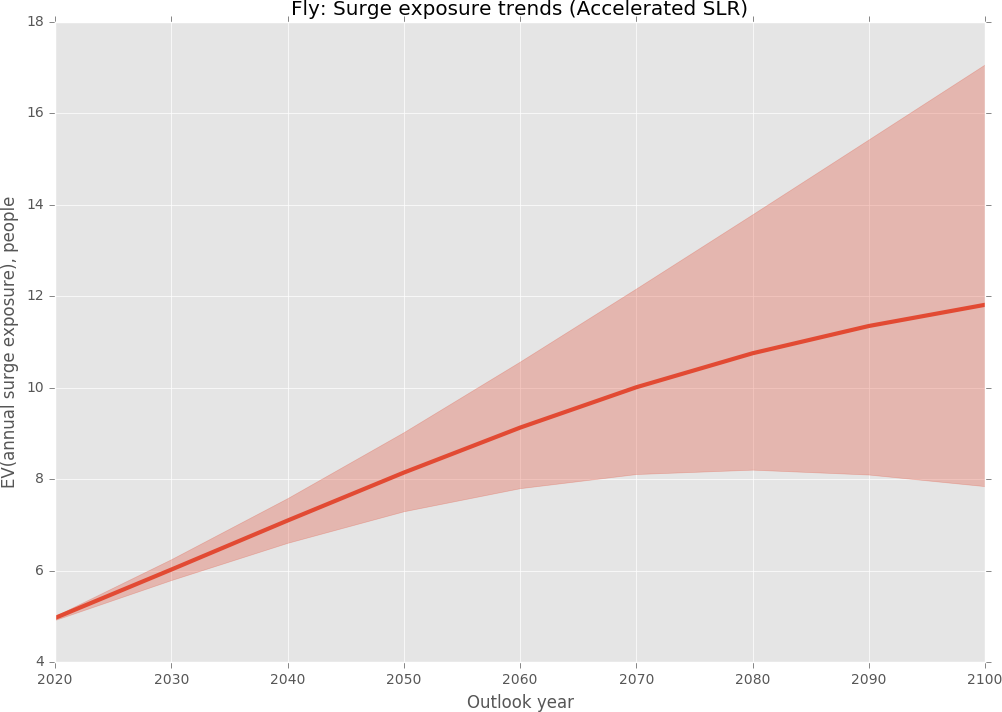 Fly: Surge exposure trends (Accelerated SLR)
EV(annual surge exposure), people
18
16
14
12
10
8
6
4
2020 2030 2040 2050 2060 2070 2080 2090 2100
Outlook year